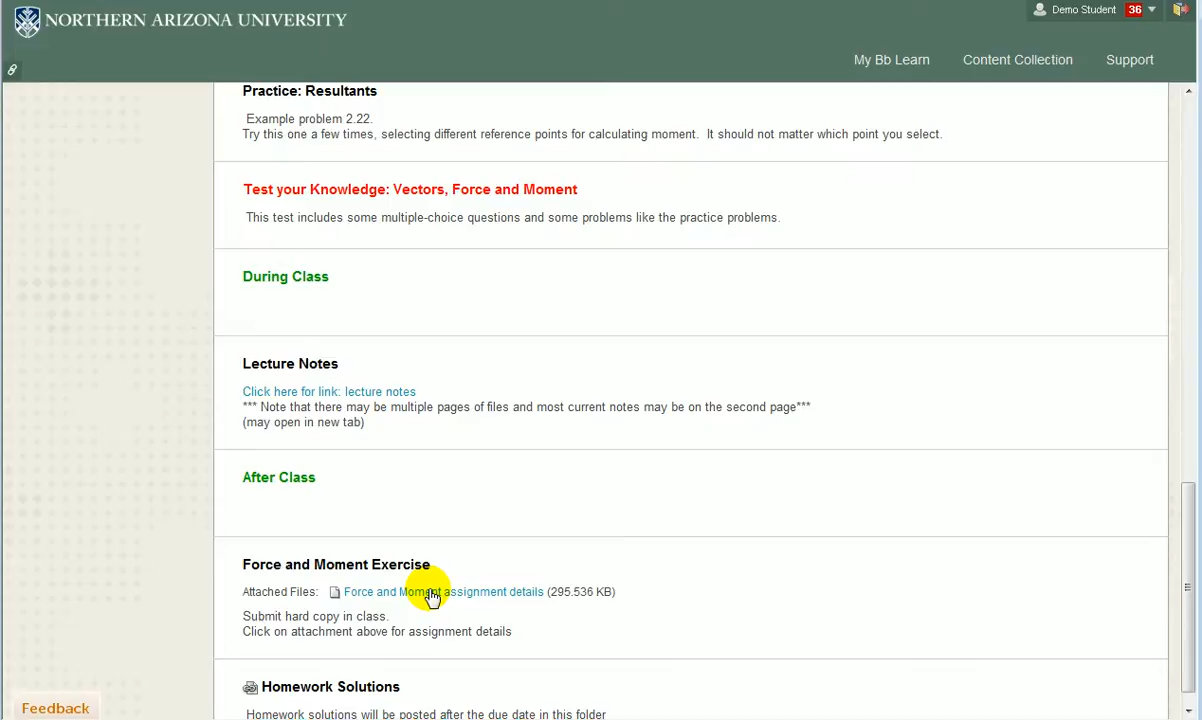 NORTHERN ARIZONA UNIVERSITY
Demo Student 36
My Bb Learn Content Collection Support
Practice: Resultants
Example problem 2.22.
Try this one a few times, selecting different reference points for calculating moment. It should not matter which point you select.
Test your Knowledge: Vectors, Force and Moment
This test includes some multiple-choice questions and some problems like the practice problems.
During Class
Lecture Notes
Click here for link: lecture notes
*** Note that there may be multiple pages of files and most current notes may be on the second page***
(may open in new tab)
After Class
Force and Moment Exercise
Attached Files: Force and Moment assignment details (295.536 KB)
Submit hard copy in class.
Click on attachment above for assignment details
Homework Solutions
Homework solutions will be posted after the due date in this folder
Feedback